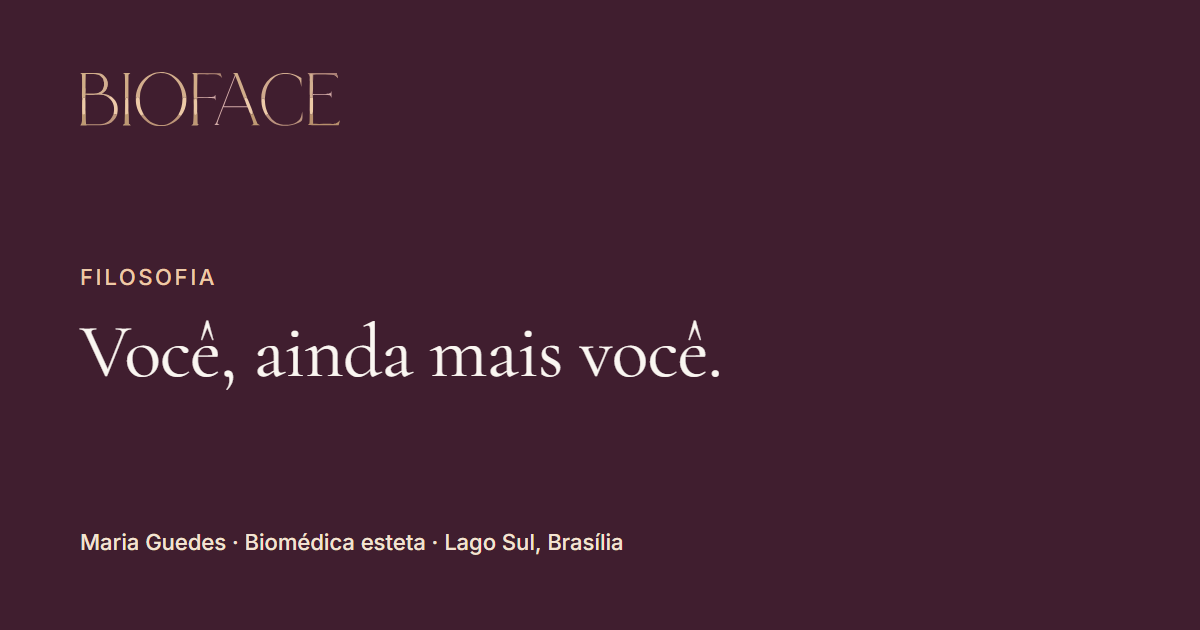 BIOFACE
FILOSOFIA
Você, ainda mais você.
Maria Guedes · Biomédica esteta · Lago Sul, Brasília